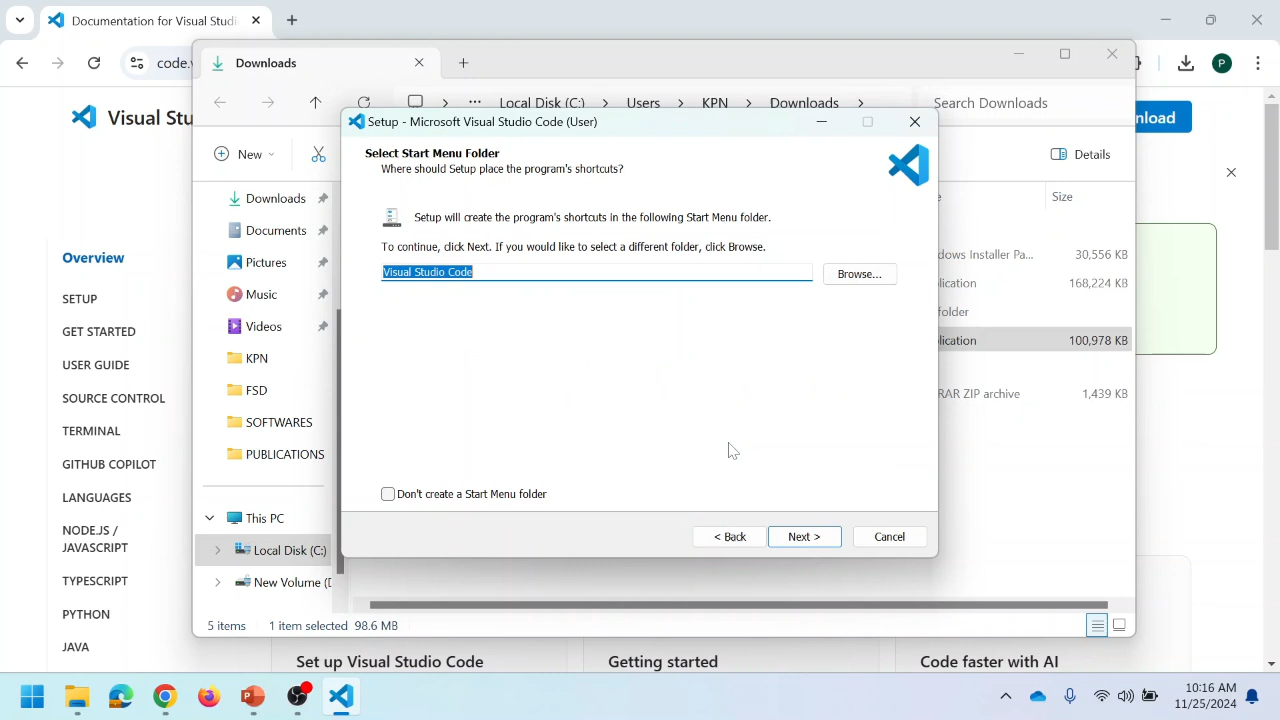 Documentation for Visual Studi
code.v
Visual Stu
nload
Overview
SETUP
GET STARTED
USER GUIDE
SOURCE CONTROL
TERMINAL
GITHUB COPILOT
LANGUAGES
NODE.JS /
JAVASCRIPT
TYPESCRIPT
PYTHON
JAVA
Downloads
Local Disk (C:) Users KPN Downloads
Search Downloads
New
Details
Size
Downloads
Documents
Pictures
Music
Videos
KPN
FSD
SOFTWARES
PUBLICATIONS
This PC
Local Disk (C:)
New Volume (D
dows Installer Pa... 30,556 KB
plication 168,224 KB
folder
plication 100,978 KB
RAR ZIP archive 1,439 KB
5 items 1 item selected 98.6 MB
Setup - Microsoft Visual Studio Code (User)
Select Start Menu Folder
Where should Setup place the program's shortcuts?
Setup will create the program's shortcuts in the following Start Menu folder.
To continue, click Next. If you would like to select a different folder, click Browse.
Visual Studio Code
Browse...
Don't create a Start Menu folder
< Back Next > Cancel
Set up Visual Studio Code Getting started Code faster with AI
P
10:16 AM
11/25/2024